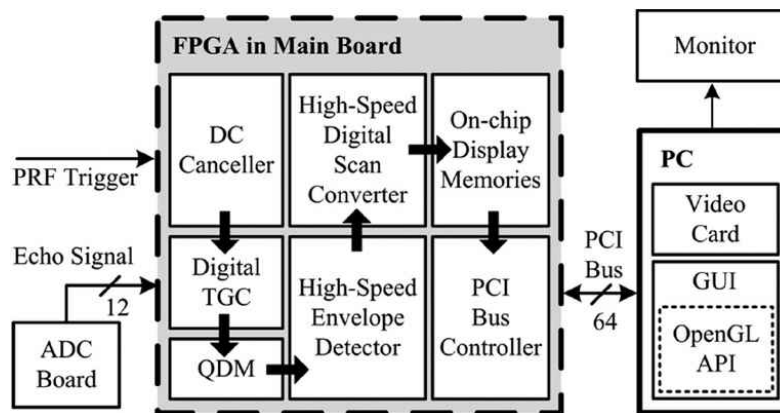 FPGA in Main Board
PRF Trigger
Echo Signal
12
ADC
Board
DC
Canceller
Digital
TGC
QDM
High-Speed
Digital
Scan
Converter
High-Speed
Envelope
Detector
On-chip
Display
Memories
PCI
Bus
Controller
PCI
Bus
64
Monitor
PC
Video
Card
GUI
OpenGL
API